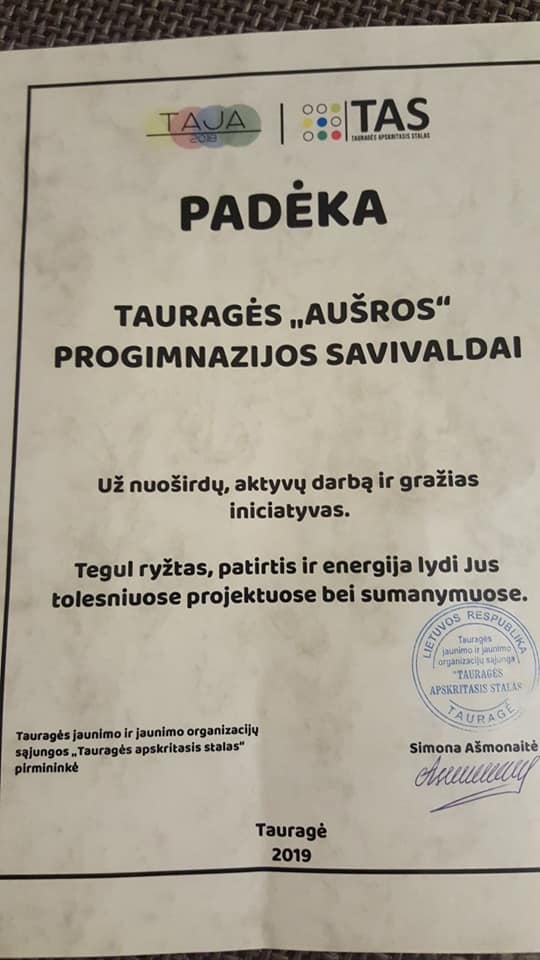 TAJA
2018
TAS
TAURAGĖS APSKRITASIS STALAS
PADĖKA
TAURAGĖS „AUŠROS“
PROGIMNAZIJOS SAVIVALDAI
Už nuoširdų, aktyvų darbą ir gražias
iniciatyvas.
Tegul ryžtas, patirtis ir energija lydi Jus
tolesniuose projektuose bei sumanymuose.
LIETUVOS RESPUBLIKA
Tauragės
jaunimo ir jaunimo
organizacijų sąjunga
"TAURAGĖS
APSKRITASIS STALAS
TAURAGĖ
Tauragės jaunimo ir jaunimo organizacijų
sąjungos „Tauragės apskritasis stalas“
pirmininkė
Simona Ašmonaitė
Tauragė
2019